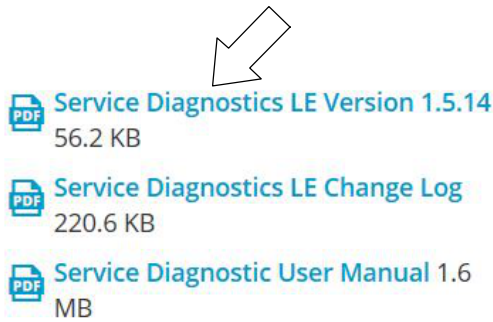 PDF Service Diagnostics LE Version 1.5.14
56.2 KB
PDF Service Diagnostics LE Change Log
220.6 KB
PDF Service Diagnostic User Manual 1.6
MB